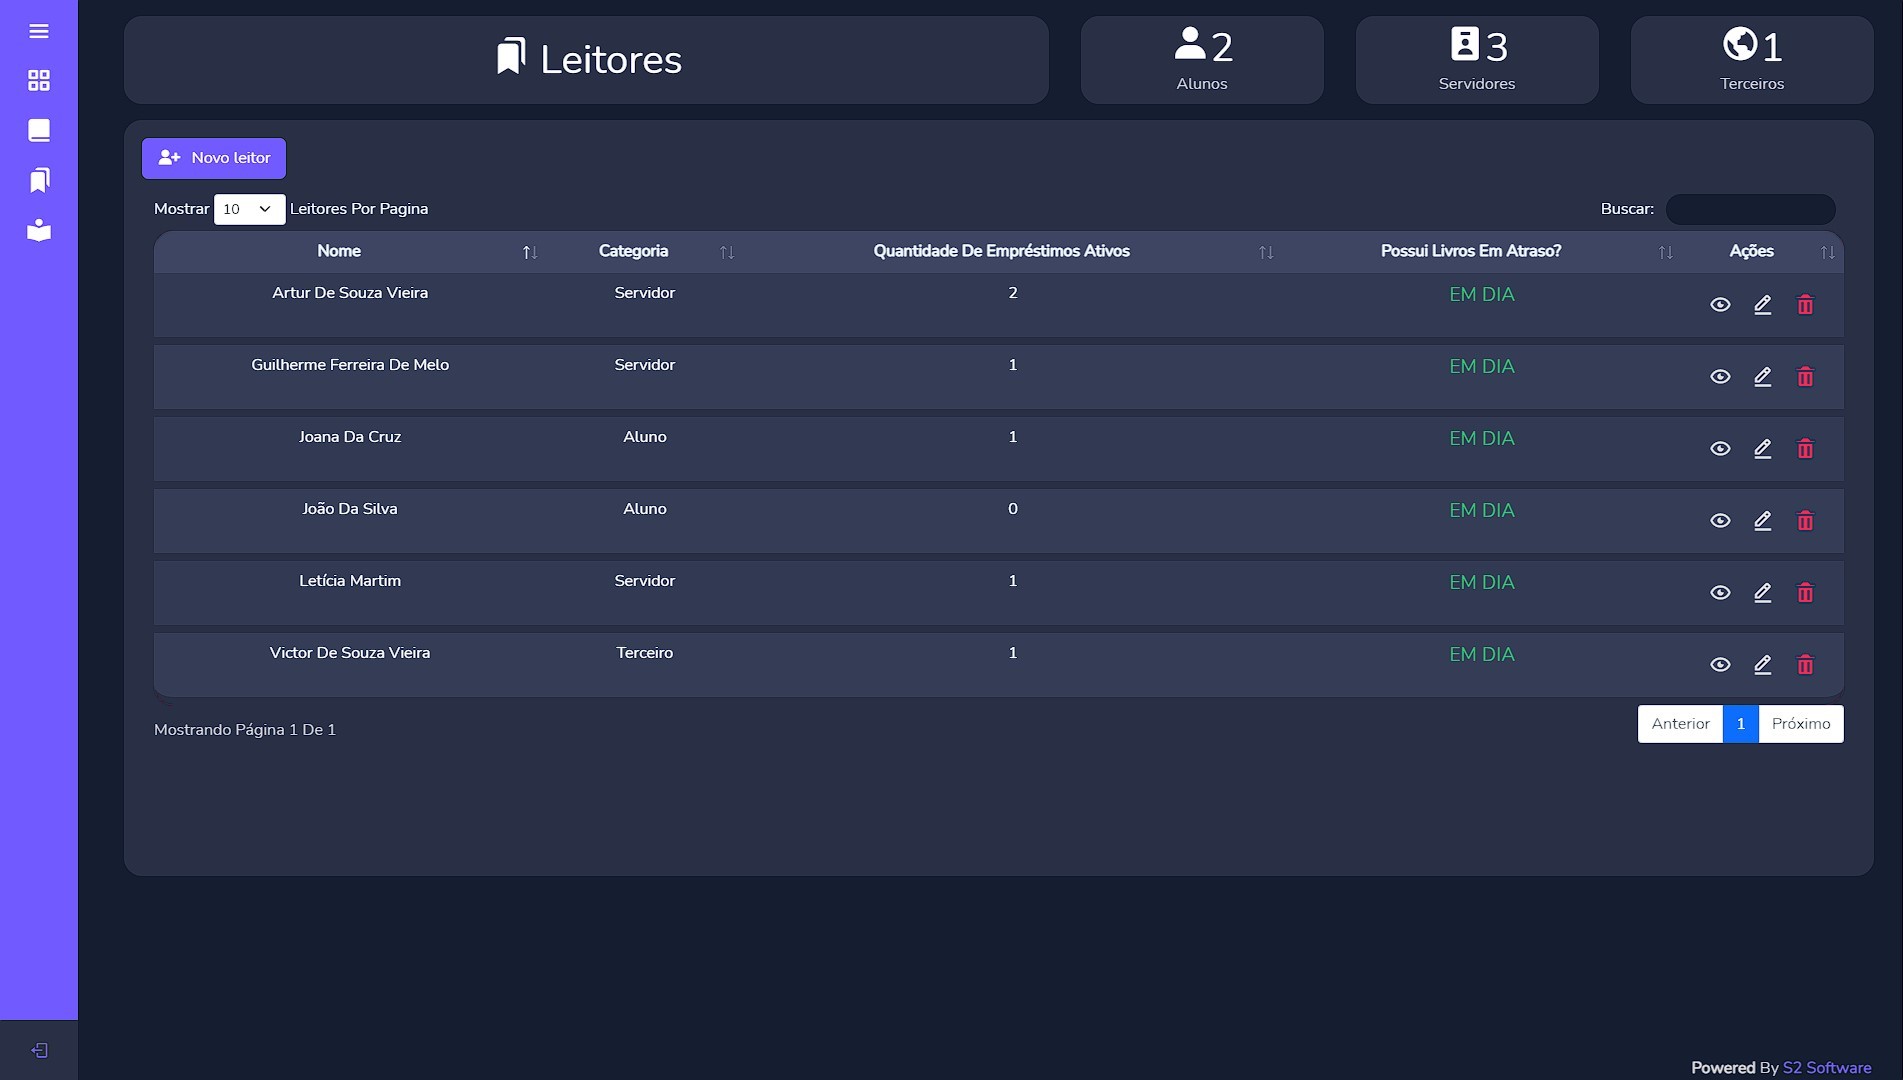 Leitores
2
Alunos
3
Servidores
1
Terceiros
Novo leitor
Mostrar 10 Leitores Por Pagina
Buscar:
Nome Categoria Quantidade De Empréstimos Ativos Possui Livros Em Atraso? Ações
Artur De Souza Vieira Servidor 2 EM DIA
Guilherme Ferreira De Melo Servidor 1 EM DIA
Joana Da Cruz Aluno 1 EM DIA
João Da Silva Aluno 0 EM DIA
Letícia Martim Servidor 1 EM DIA
Victor De Souza Vieira Terceiro 1 EM DIA
Mostrando Página 1 De 1
Anterior 1 Próximo
Powered By S2 Software